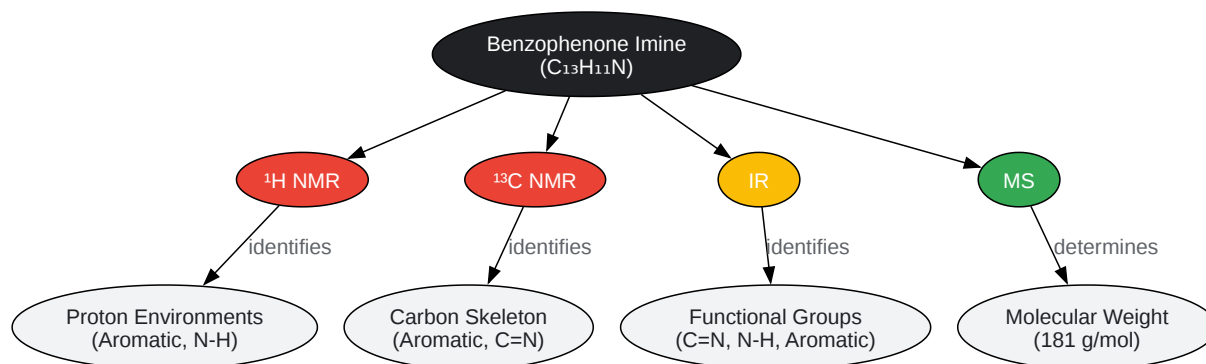 Benzophenone Imine
(C₁₃H₁₁N)
¹H NMR
¹³C NMR
IR
MS
identifies
identifies
identifies
determines
Proton Environments
(Aromatic, N-H)
Carbon Skeleton
(Aromatic, C=N)
Functional Groups
(C=N, N-H, Aromatic)
Molecular Weight
(181 g/mol)